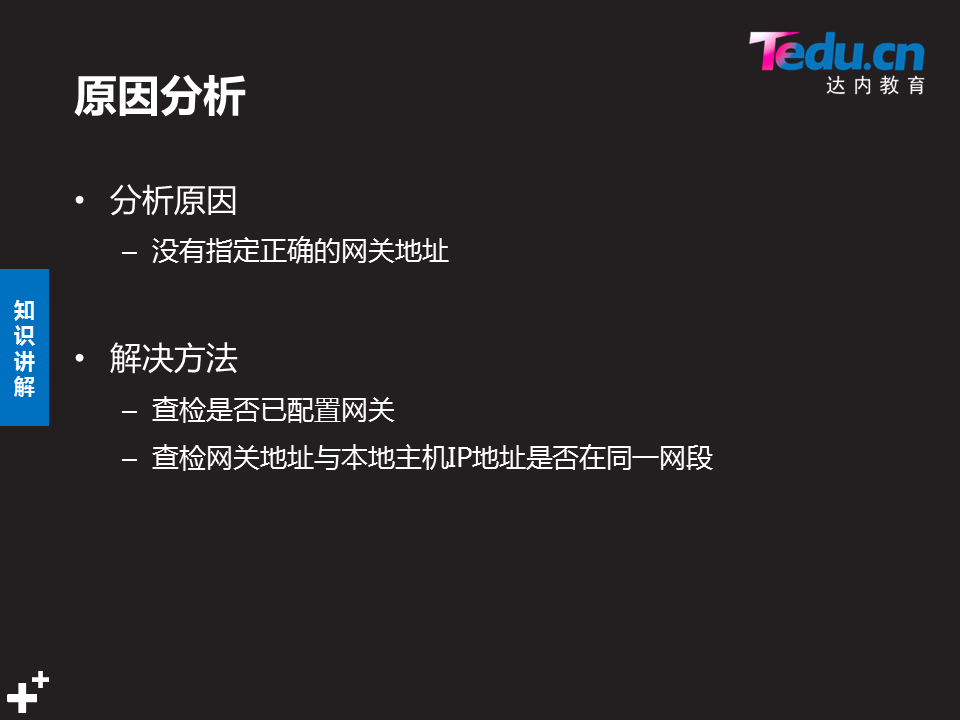 Tedu.cn
达内教育
原因分析
• 分析原因
– 没有指定正确的网关地址
知识讲解
• 解决方法
– 查检是否已配置网关
– 查检网关地址与本地主机IP地址是否在同一网段